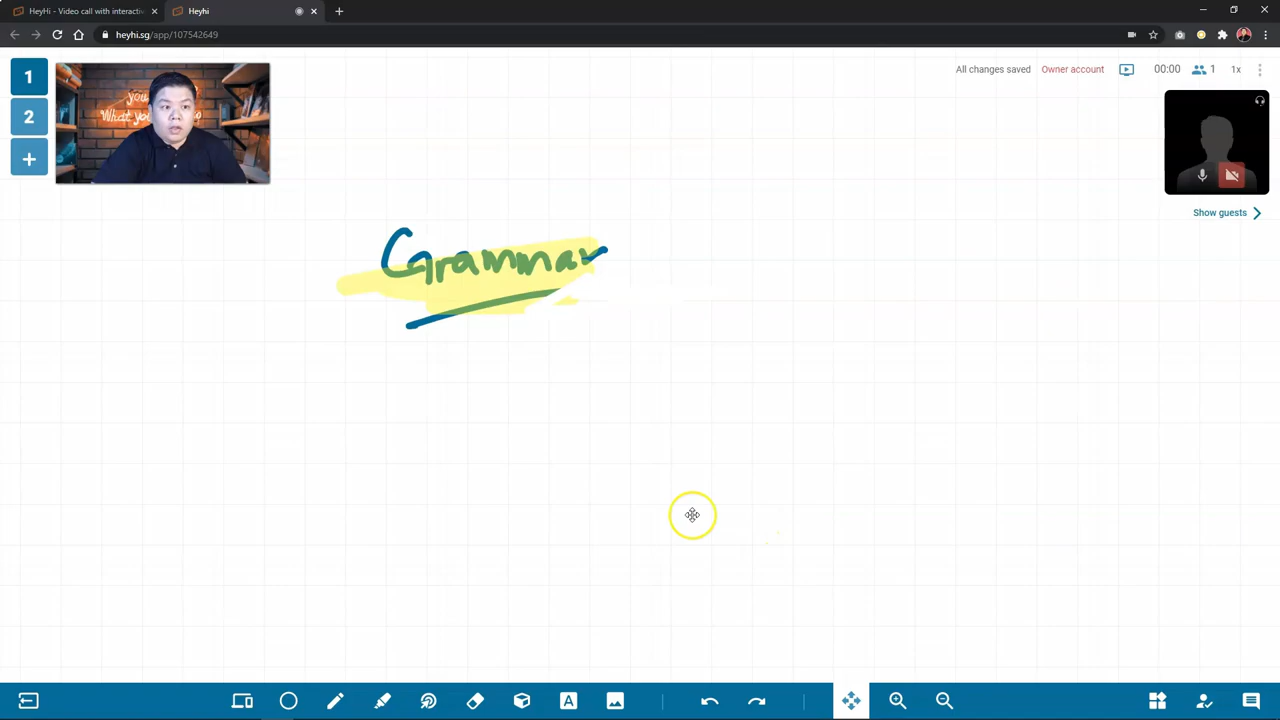 HeyHi - Video call with interactiv
Heyhi
heyhi.sg/app/107542649
1
2
+
All changes saved
Owner account
00:00
1
1x
Show guests
Grammar
A